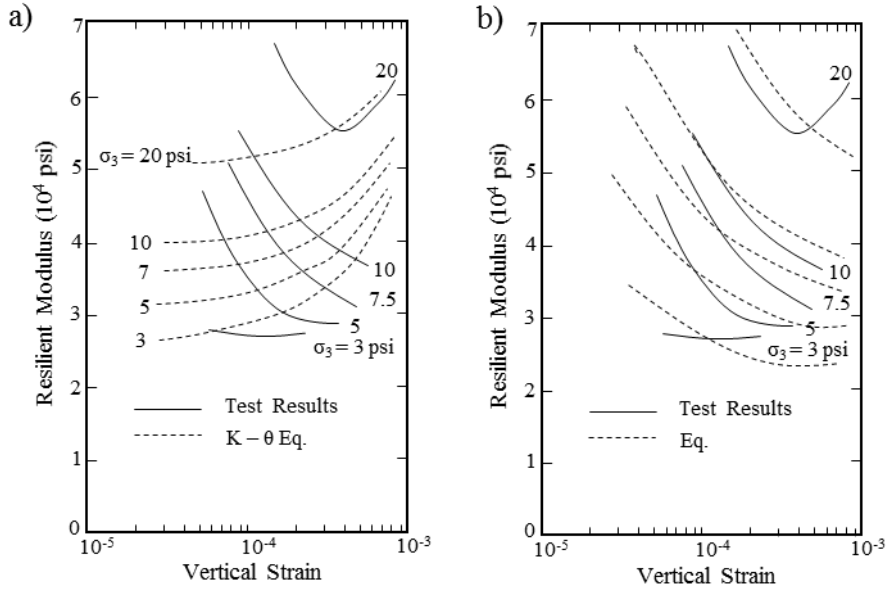 a)
Resilient Modulus (10⁴ psi)
7
6
5
4
3
2
1
0
20
σ₃ = 20 psi
10
7
5
3
10
7.5
5
σ₃ = 3 psi
Test Results
K – θ Eq.
10⁻⁵
10⁻⁴
10⁻³
Vertical Strain
b)
Resilient Modulus (10⁴ psi)
7
6
5
4
3
2
1
0
20
10
7.5
5
σ₃ = 3 psi
Test Results
Eq.
10⁻⁵
10⁻⁴
10⁻³
Vertical Strain